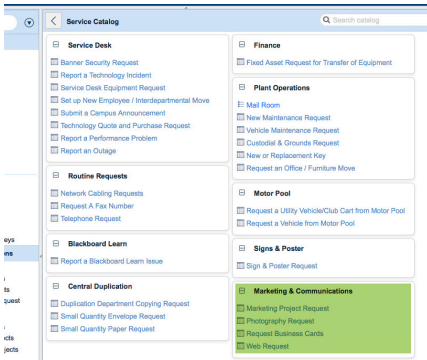 Service Catalog
Search catalog
Service Desk
Banner Security Request
Report a Technology Incident
Service Desk Equipment Request
Set up New Employee / Interdepartmental Move
Submit a Campus Announcement
Technology Quote and Purchase Request
Report a Performance Problem
Report an Outage
Routine Requests
Network Cabling Requests
Request A Fax Number
Telephone Request
Blackboard Learn
Report a Blackboard Learn Issue
Central Duplication
Duplication Department Copying Request
Small Quantity Envelope Request
Small Quantity Paper Request
Finance
Fixed Asset Request for Transfer of Equipment
Plant Operations
Mail Room
New Maintenance Request
Vehicle Maintenance Request
Custodial & Grounds Request
New or Replacement Key
Request an Office / Furniture Move
Motor Pool
Request a Utility Vehicle/Club Cart from Motor Pool
Request a Vehicle from Motor Pool
Signs & Poster
Sign & Poster Request
Marketing & Communications
Marketing Project Request
Photography Request
Request Business Cards
Web Request
eys
ons
ts
quest
cts
jects